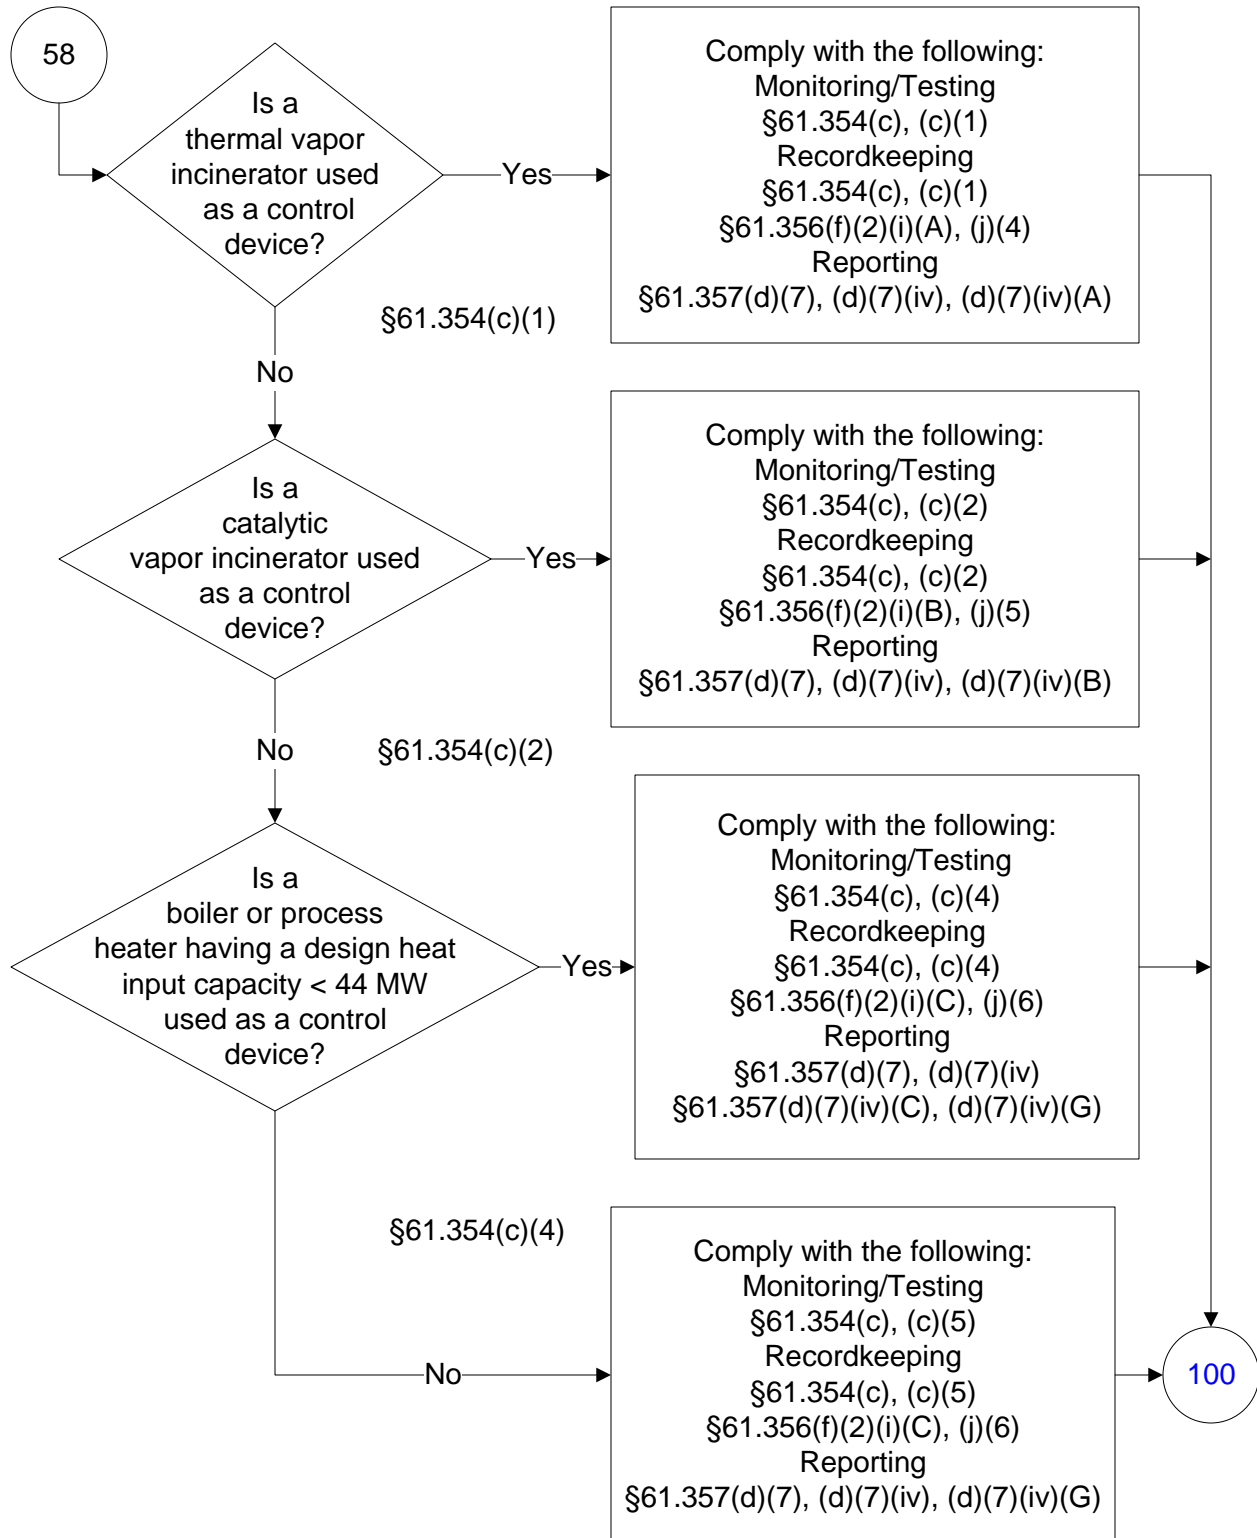 58
Is a
thermal vapor
incinerator used
as a control
device?
Yes
Comply with the following:
Monitoring/Testing
§61.354(c), (c)(1)
Recordkeeping
§61.354(c), (c)(1)
§61.356(f)(2)(i)(A), (j)(4)
Reporting
§61.357(d)(7), (d)(7)(iv), (d)(7)(iv)(A)
§61.354(c)(1)
No
Is a
catalytic
vapor incinerator used
as a control
device?
Yes
Comply with the following:
Monitoring/Testing
§61.354(c), (c)(2)
Recordkeeping
§61.354(c), (c)(2)
§61.356(f)(2)(i)(B), (j)(5)
Reporting
§61.357(d)(7), (d)(7)(iv), (d)(7)(iv)(B)
No
§61.354(c)(2)
Is a
boiler or process
heater having a design heat
input capacity < 44 MW
used as a control
device?
Yes
Comply with the following:
Monitoring/Testing
§61.354(c), (c)(4)
Recordkeeping
§61.354(c), (c)(4)
§61.356(f)(2)(i)(C), (j)(6)
Reporting
§61.357(d)(7), (d)(7)(iv)
§61.357(d)(7)(iv)(C), (d)(7)(iv)(G)
§61.354(c)(4)
No
Comply with the following:
Monitoring/Testing
§61.354(c), (c)(5)
Recordkeeping
§61.354(c), (c)(5)
§61.356(f)(2)(i)(C), (j)(6)
Reporting
§61.357(d)(7), (d)(7)(iv), (d)(7)(iv)(G)
100